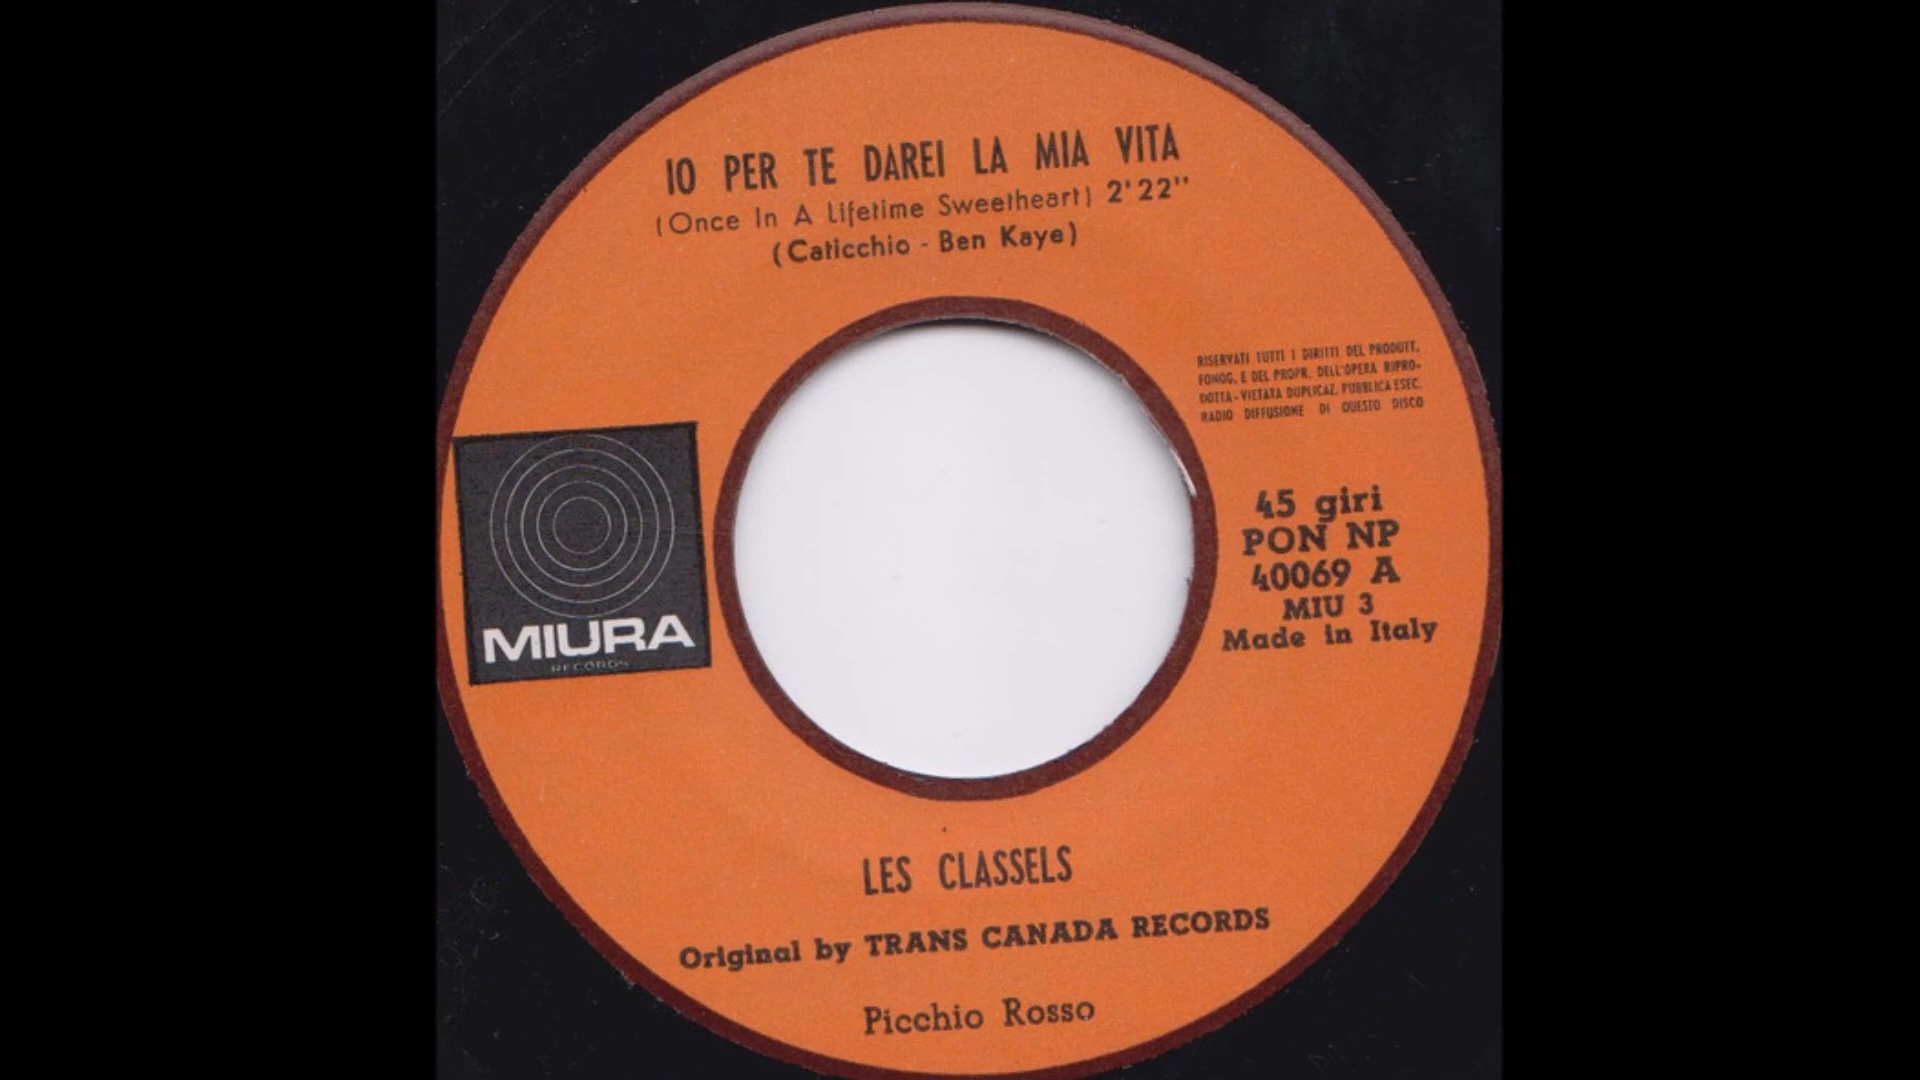 IO PER TE DAREI LA MIA VITA
(Once In A Lifetime Sweetheart) 2'22''
(Caticchio - Ben Kaye)
RISERVATI TUTTI I DIRITTI DEL PRODUTT.
FONOG. E DEL PROPR. DELL'OPERA RIPRO-
DOTTA - VIETATA DUPLICAZ. PUBBLICA ESEC.
RADIO DIFFUSIONE DI QUESTO DISCO
45 giri
PON NP
40069 A
MIU 3
Made in Italy
MIURA
RECORDS
LES CLASSELS
Original by TRANS CANADA RECORDS
Picchio Rosso